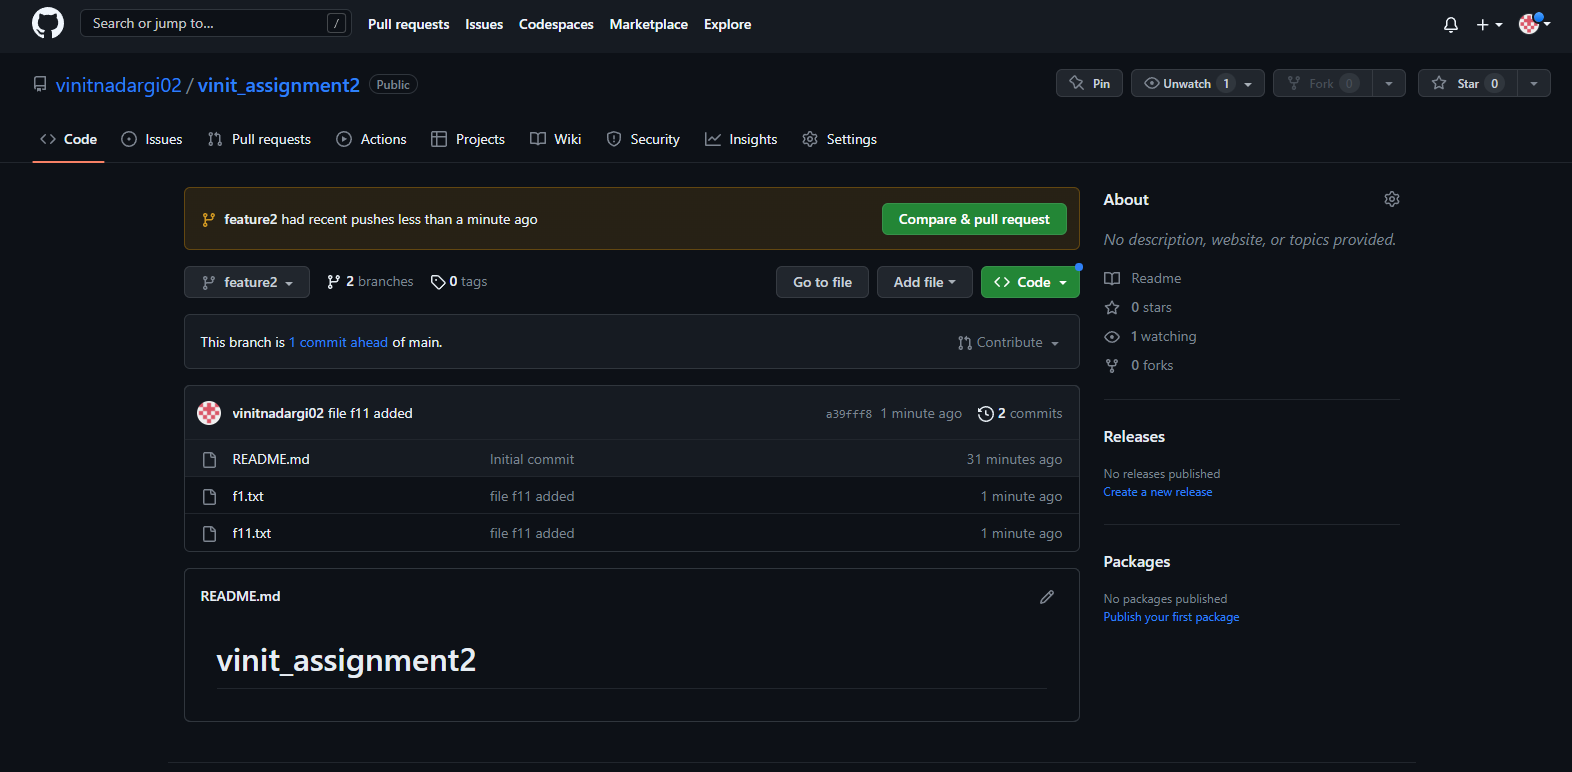 Search or jump to... /
Pull requests Issues Codespaces Marketplace Explore
vinitnadargi02 / vinit_assignment2 Public
Pin Unwatch 1 Fork 0 Star 0
Code Issues Pull requests Actions Projects Wiki Security Insights Settings
feature2 had recent pushes less than a minute ago
Compare & pull request
feature2 2 branches 0 tags
Go to file Add file Code
This branch is 1 commit ahead of main.
Contribute
vinitnadargi02 file f11 added a39fff8 1 minute ago 2 commits
README.md Initial commit 31 minutes ago
f1.txt file f11 added 1 minute ago
f11.txt file f11 added 1 minute ago
README.md
vinit_assignment2
About
No description, website, or topics provided.
Readme
0 stars
1 watching
0 forks
Releases
No releases published
Create a new release
Packages
No packages published
Publish your first package